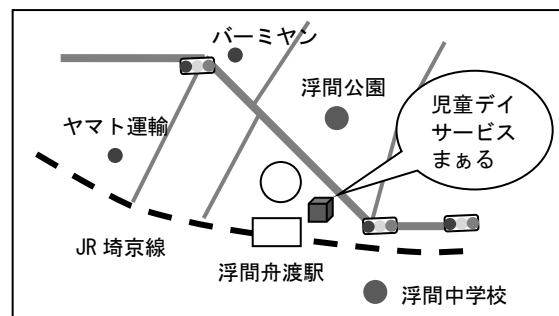 バーミヤン
浮間公園
児童デイ
サービス
まぁる
ヤマト運輸
JR 埼京線
浮間舟渡駅
浮間中学校